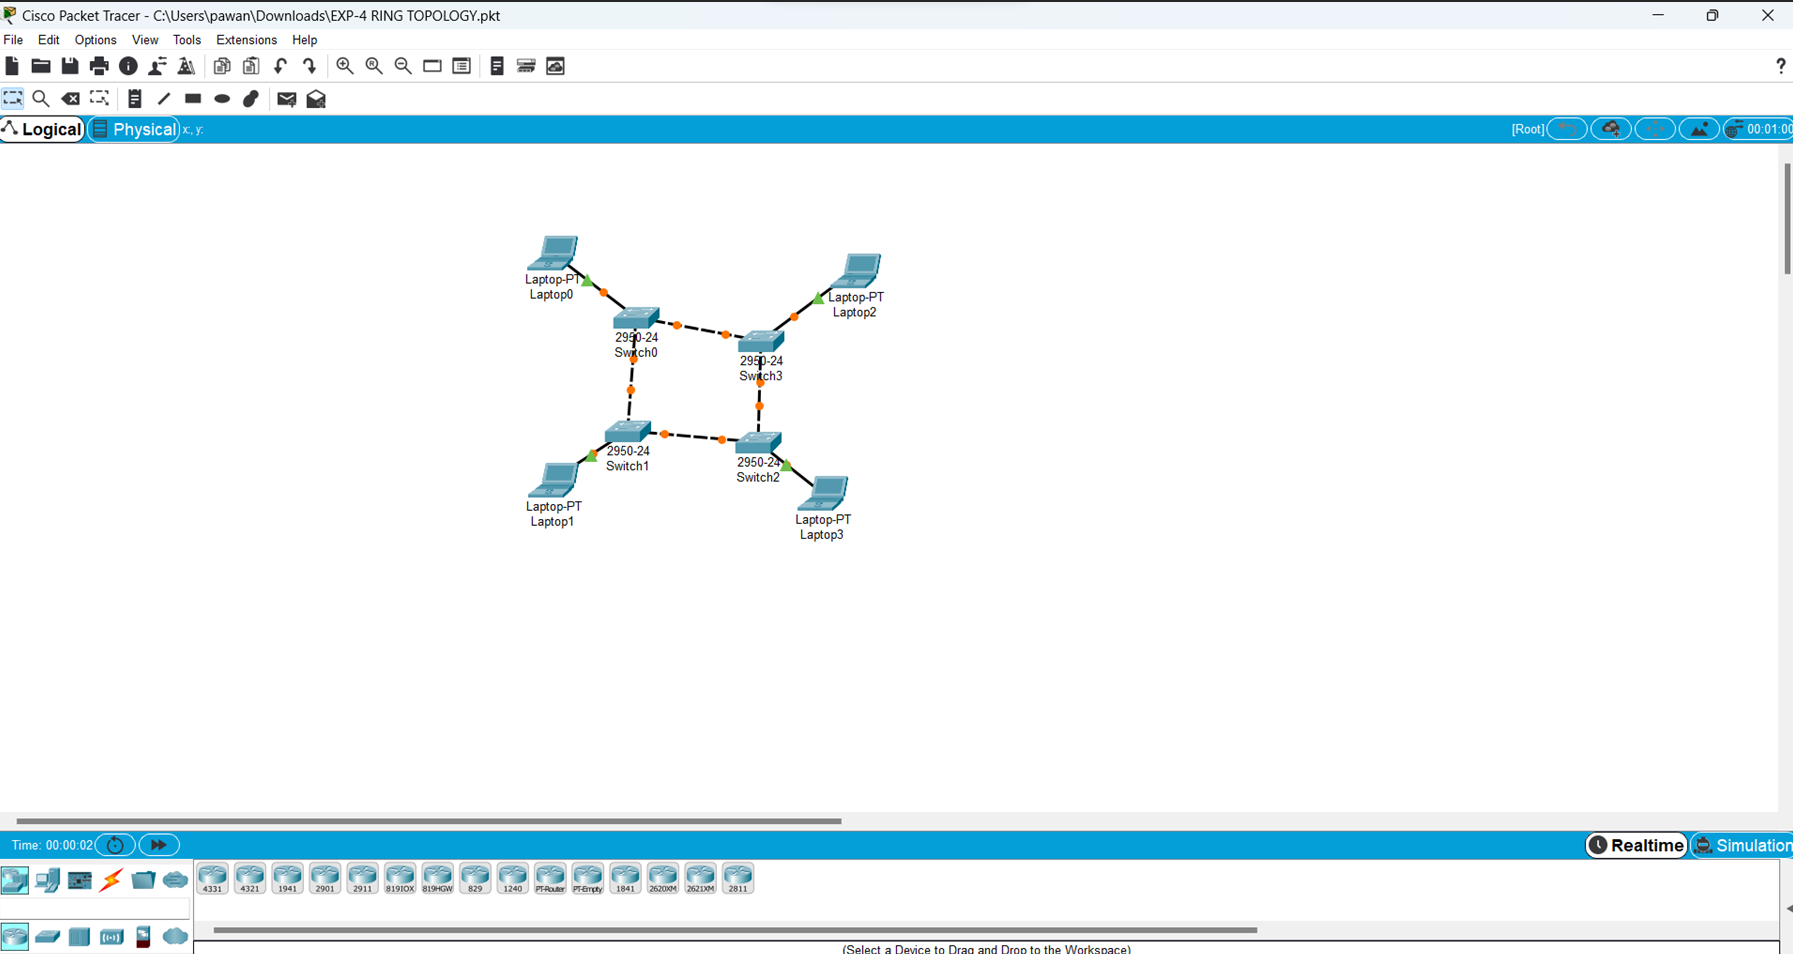 Cisco Packet Tracer - C:\Users\pawan\Downloads\EXP-4 RING TOPOLOGY.pkt
File Edit Options View Tools Extensions Help
?
Logical Physical x:, y: [Root] 00:01:00
Laptop-PT
Laptop0
Laptop-PT
Laptop2
2950-24
Switch0
2950-24
Switch3
2950-24
Switch1
2950-24
Switch2
Laptop-PT
Laptop1
Laptop-PT
Laptop3
Time: 00:00:02 Realtime Simulation
4331 4321 1941 2901 2911 819IOX 819HGW 829 1240 PT-Router PT-Empty 1841 2620XM 2621XM 2811
(Select a Device to Drag and Drop to the Workspace)